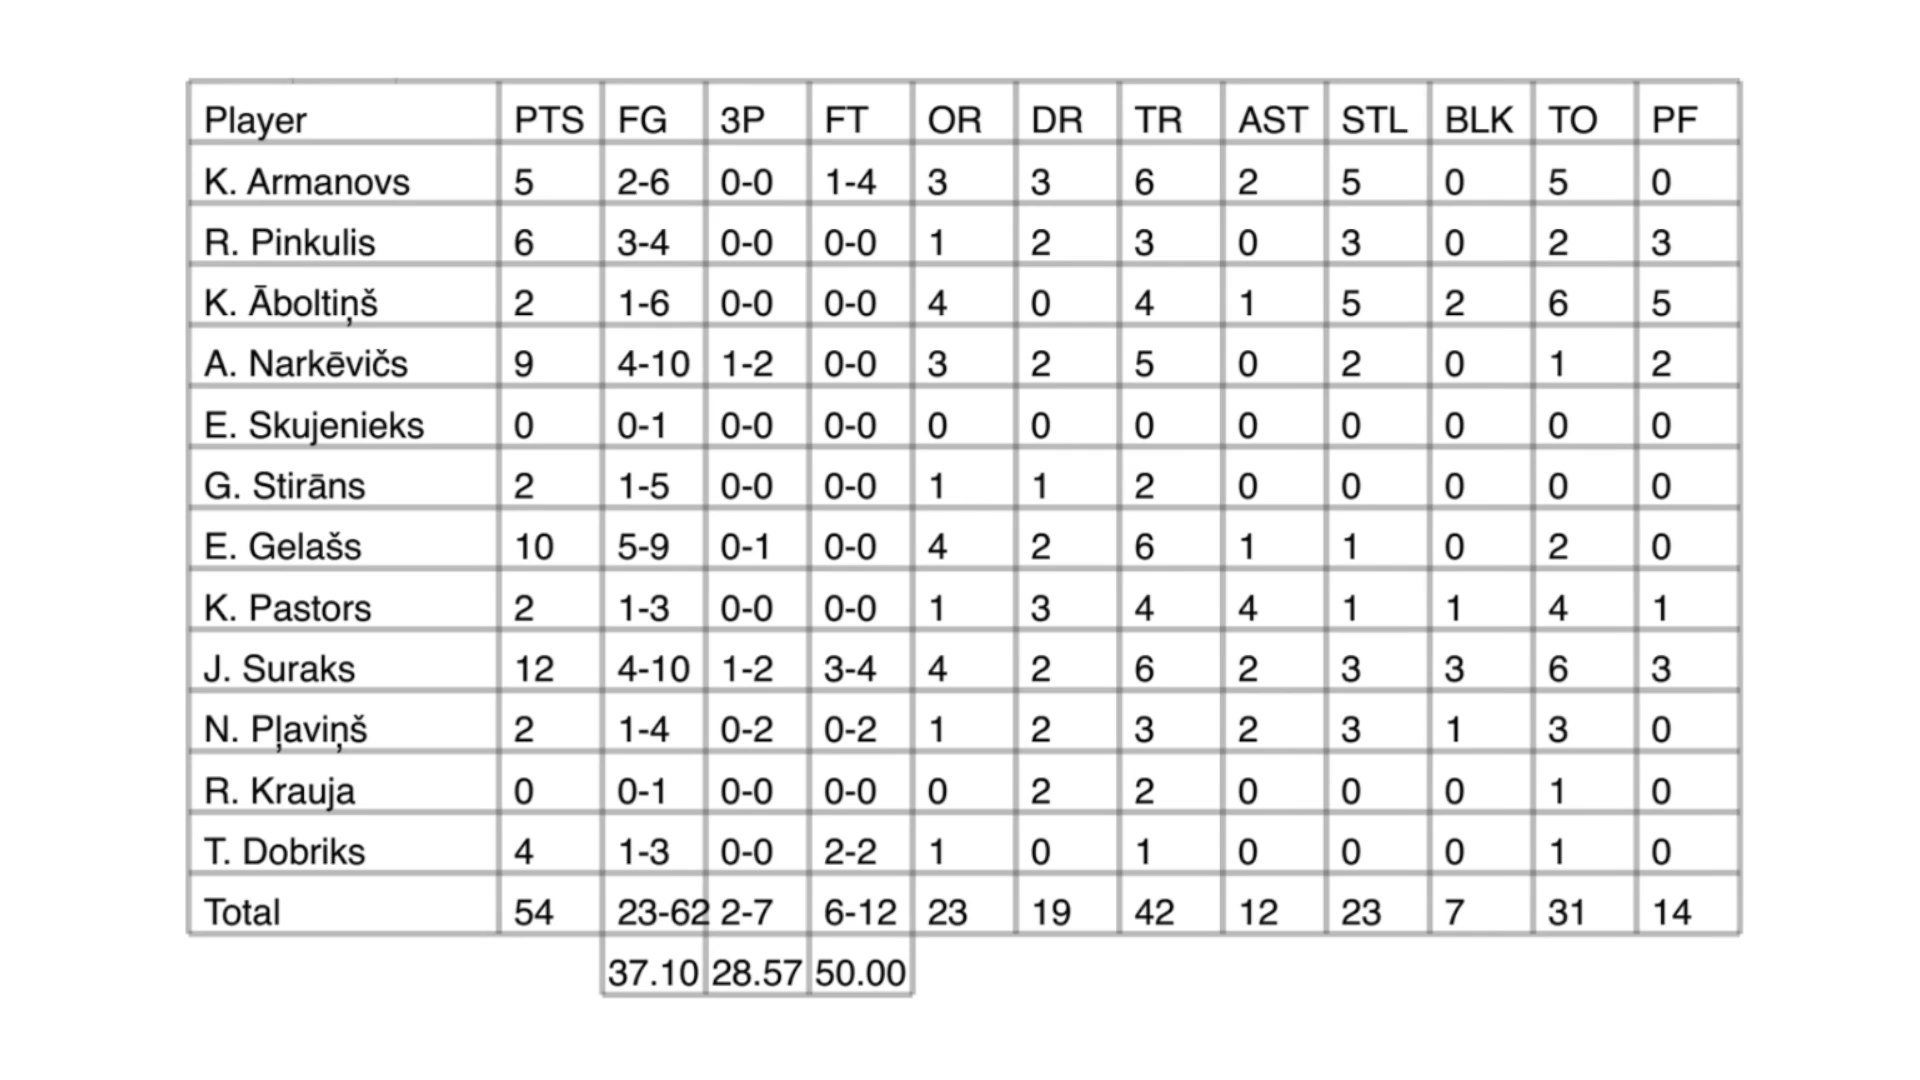 Player PTS FG 3P FT OR DR TR AST STL BLK TO PF
K. Armanovs 5 2-6 0-0 1-4 3 3 6 2 5 0 5 0
R. Pinkulis 6 3-4 0-0 0-0 1 2 3 0 3 0 2 3
K. Āboltiņš 2 1-6 0-0 0-0 4 0 4 1 5 2 6 5
A. Narkēvičs 9 4-10 1-2 0-0 3 2 5 0 2 0 1 2
E. Skujenieks 0 0-1 0-0 0-0 0 0 0 0 0 0 0 0
G. Stirāns 2 1-5 0-0 0-0 1 1 2 0 0 0 0 0
E. Gelašs 10 5-9 0-1 0-0 4 2 6 1 1 0 2 0
K. Pastors 2 1-3 0-0 0-0 1 3 4 4 1 1 4 1
J. Suraks 12 4-10 1-2 3-4 4 2 6 2 3 3 6 3
N. Pļaviņš 2 1-4 0-2 0-2 1 2 3 2 3 1 3 0
R. Krauja 0 0-1 0-0 0-0 0 2 2 0 0 0 1 0
T. Dobriks 4 1-3 0-0 2-2 1 0 1 0 0 0 1 0
Total 54 23-62 2-7 6-12 23 19 42 12 23 7 31 14
37.10 28.57 50.00